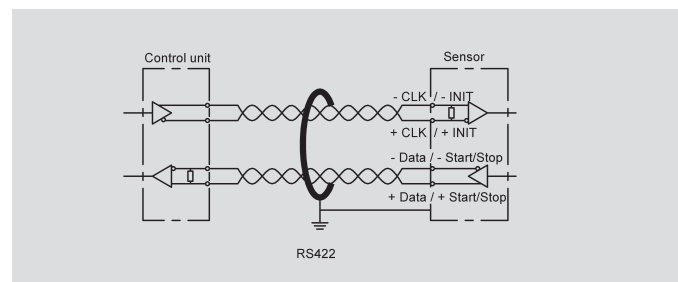 Control unit
Sensor
- CLK / - INIT
+ CLK / + INIT
- Data / - Start/Stop
+ Data / + Start/Stop
RS422